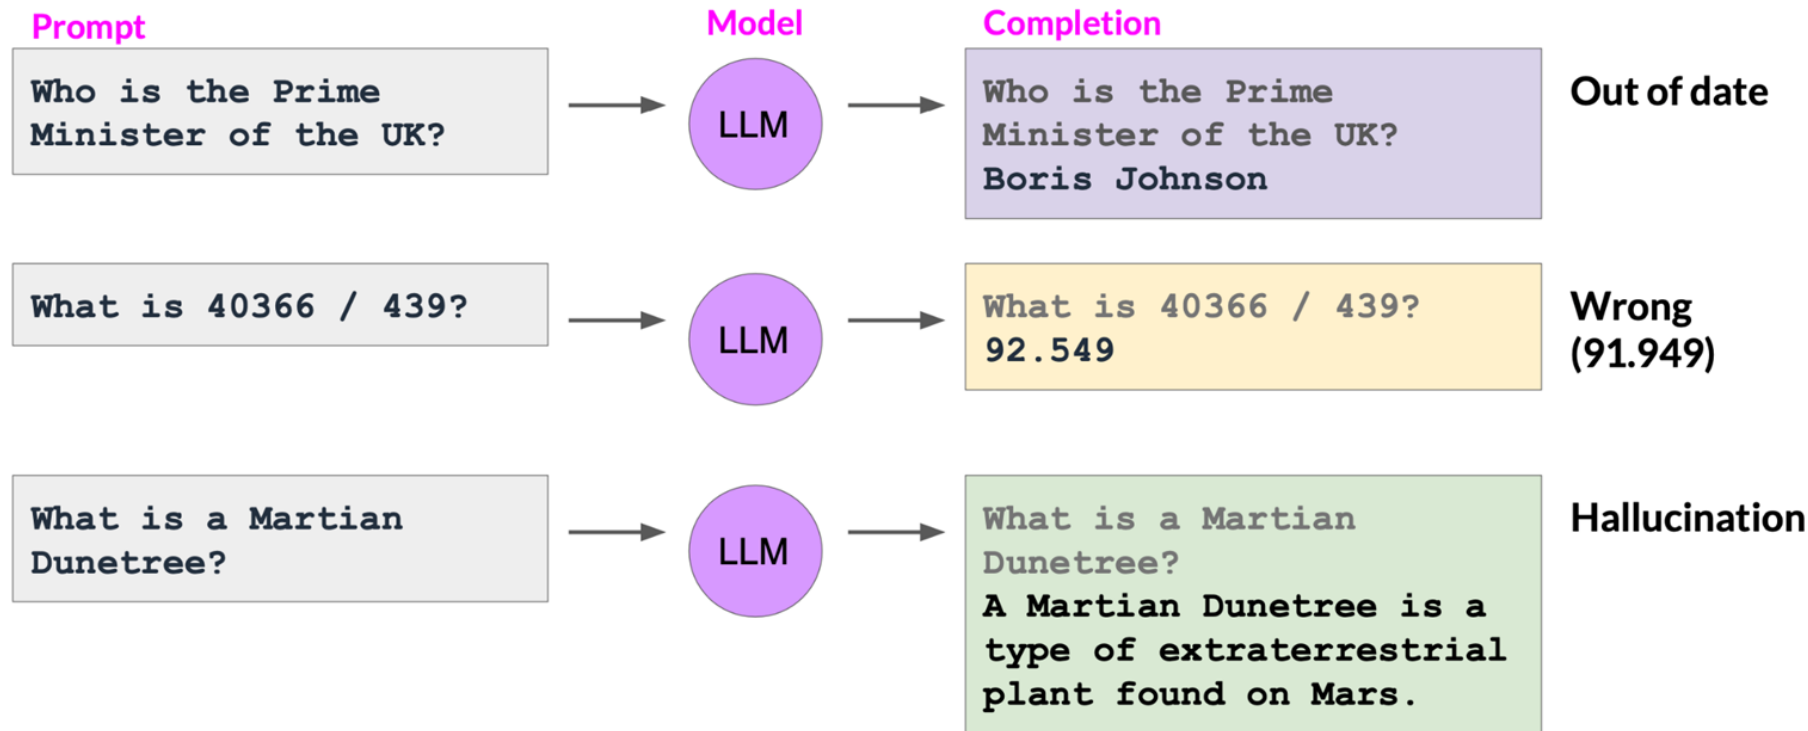 Prompt
Model
Completion
Who is the Prime
Minister of the UK?
LLM
Who is the Prime
Minister of the UK?
Boris Johnson
Out of date
What is 40366 / 439?
LLM
What is 40366 / 439?
92.549
Wrong
(91.949)
What is a Martian
Dunetree?
LLM
What is a Martian
Dunetree?
A Martian Dunetree is a
type of extraterrestrial
plant found on Mars.
Hallucination